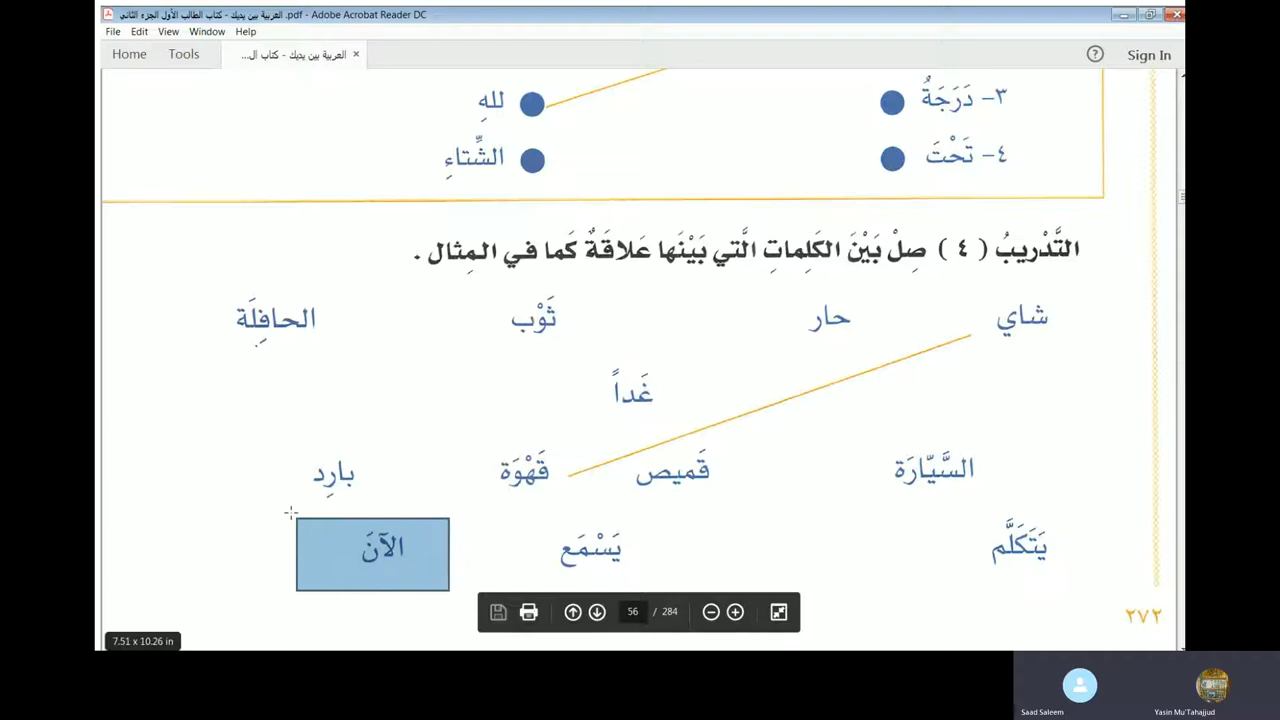 العربية بين يديك - كتاب الطالب الأول الجزء الثاني .pdf - Adobe Acrobat Reader DC
File Edit View Window Help
Home Tools العربية بين يديك - كتاب ال... × ? Sign In
٣- دَرَجَةُ للهِ
٤- تَحْتَ الشِّتاءِ
التَّدْريبُ ( ٤ ) صِلْ بَيْنَ الكَلِماتِ الَّتي بَيْنَها عَلاقَةٌ كَما في المِثال .
شاي حار ثَوْب الحافِلَة
غَداً
السَّيّارَة قَميص قَهْوَة بارِد
يَتَكَلَّم يَسْمَع الآنَ
56 / 284
٢٧٢
7.51 x 10.26 in
Saad Saleem Yasin Mu'Tahajjud